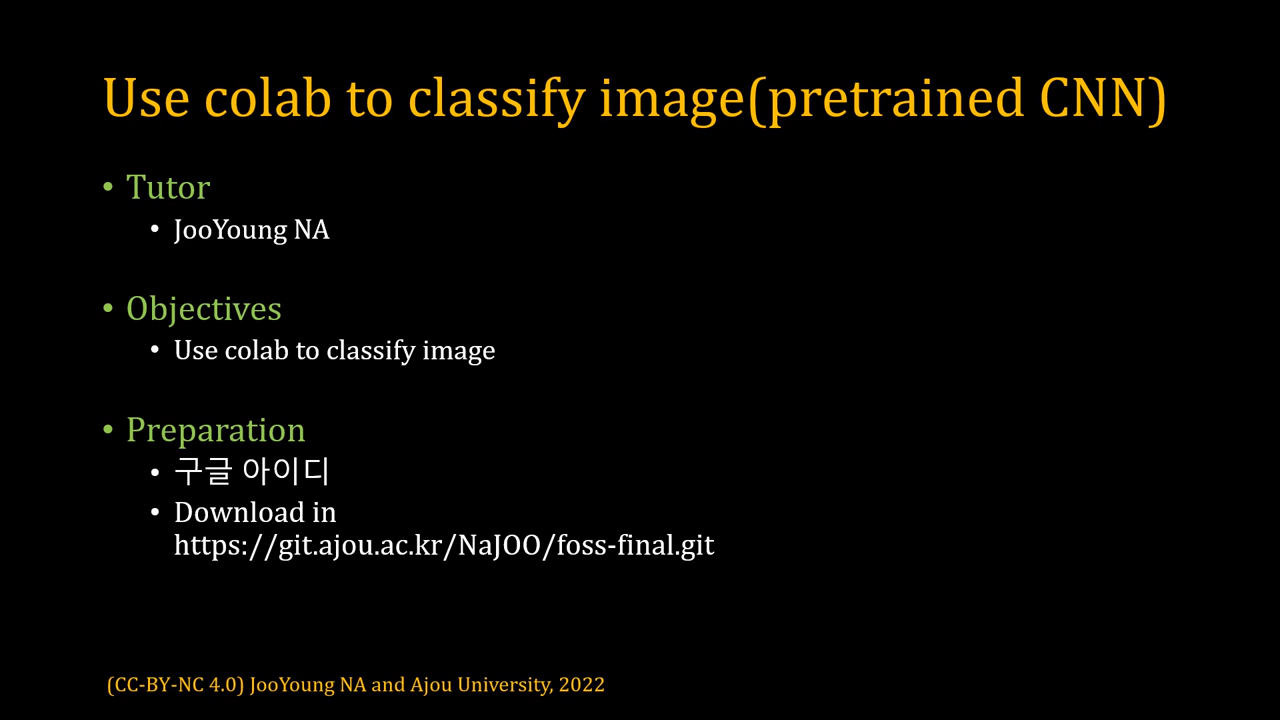 Use colab to classify image(pretrained CNN)
• Tutor
• JooYoung NA
• Objectives
• Use colab to classify image
• Preparation
• 구글 아이디
• Download in
https://git.ajou.ac.kr/NaJOO/foss-final.git
(CC-BY-NC 4.0) JooYoung NA and Ajou University, 2022